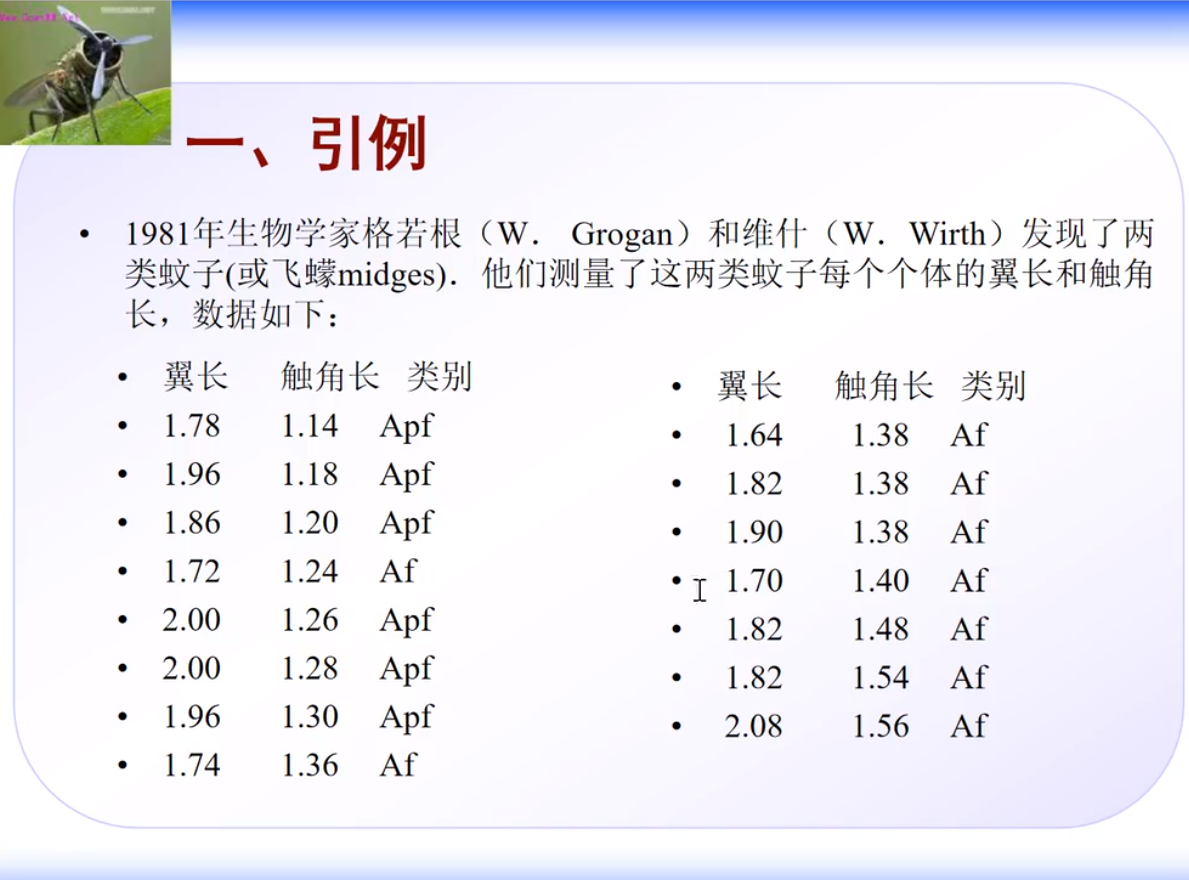 一、引例
• 1981年生物学家格若根（W． Grogan）和维什（W．Wirth）发现了两
类蚊子(或飞蠓midges)．他们测量了这两类蚊子每个个体的翼长和触角
长，数据如下：
• 翼长 触角长 类别
• 1.78 1.14 Apf
• 1.96 1.18 Apf
• 1.86 1.20 Apf
• 1.72 1.24 Af
• 2.00 1.26 Apf
• 2.00 1.28 Apf
• 1.96 1.30 Apf
• 1.74 1.36 Af
• 翼长 触角长 类别
• 1.64 1.38 Af
• 1.82 1.38 Af
• 1.90 1.38 Af
• 1.70 1.40 Af
• 1.82 1.48 Af
• 1.82 1.54 Af
• 2.08 1.56 Af